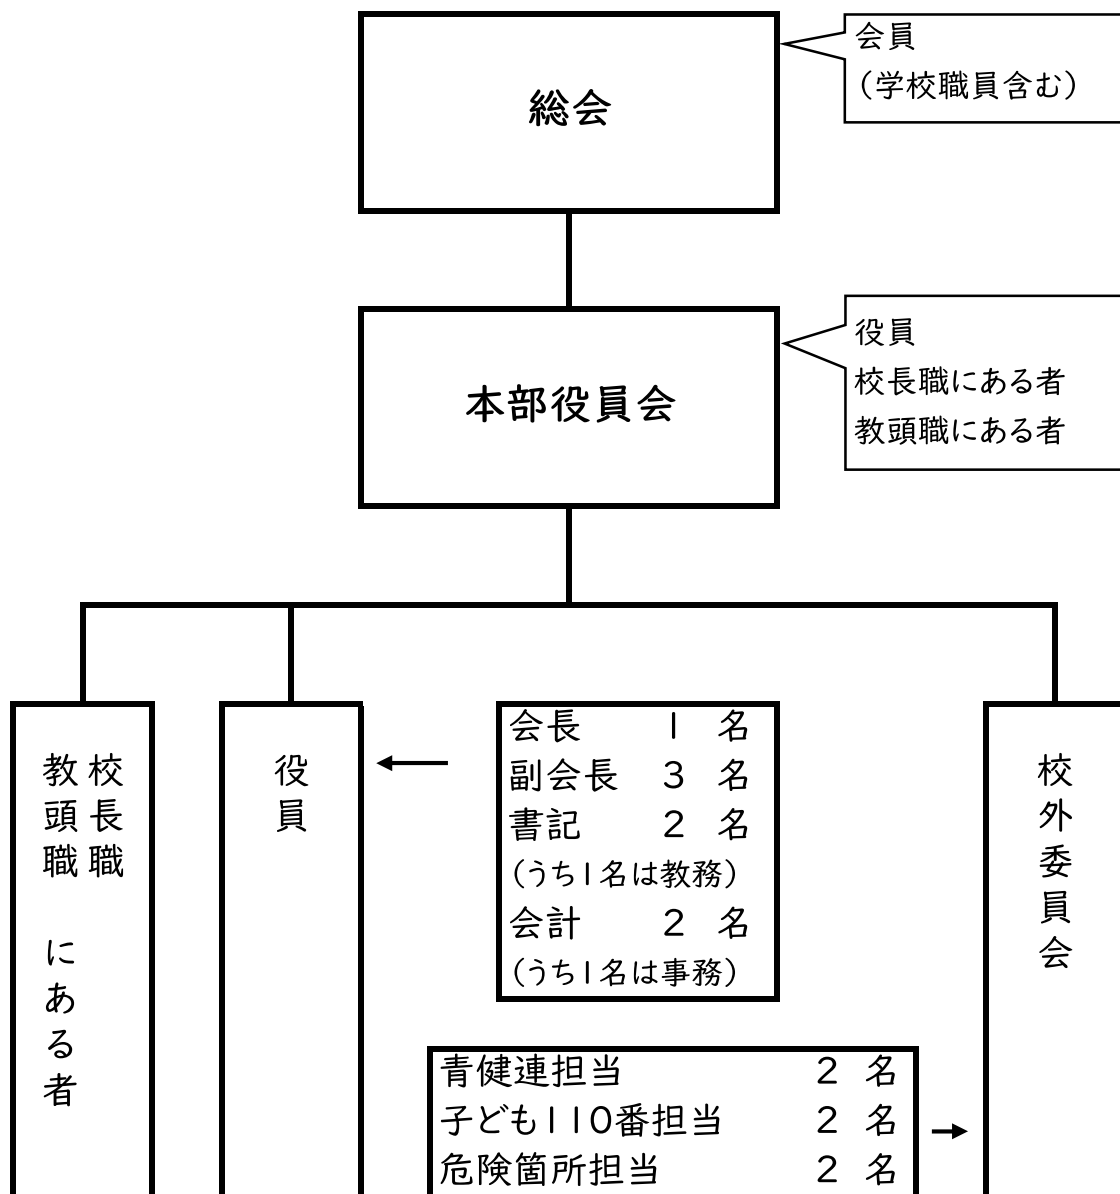 総会
会員
（学校職員含む）
本部役員会
役員
校長職にある者
教頭職にある者
校長職
教頭職　にある者
役員
会長　　１　名
副会長　３　名
書記　　２　名
（うち１名は教務）
会計　　２　名
（うち１名は事務）
校外委員会
青健連担当　　２　名
子ども１１０番担当　　２　名
危険箇所担当　　２　名